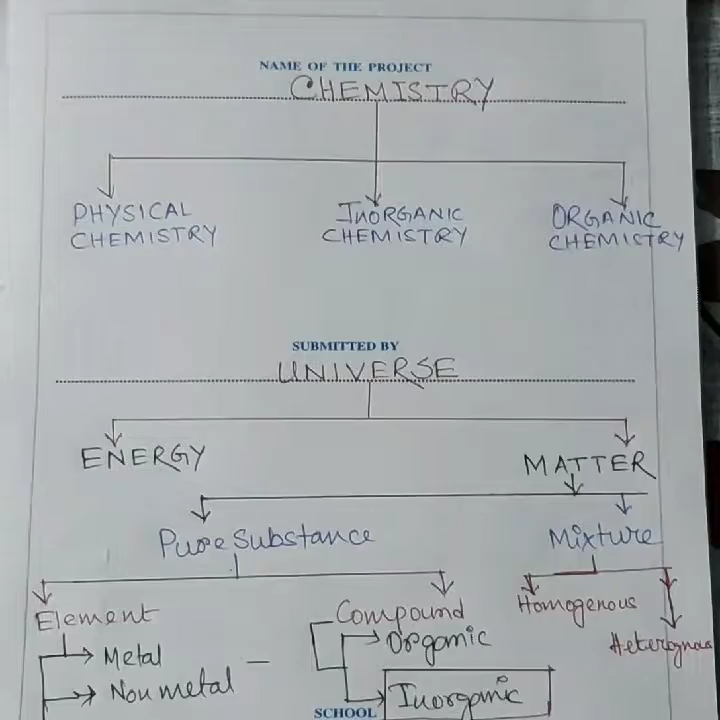 NAME OF THE PROJECT
CHEMISTRY
PHYSICAL CHEMISTRY
INORGANIC CHEMISTRY
ORGANIC CHEMISTRY
SUBMITTED BY
UNIVERSE
ENERGY
MATTER
Pure Substance
Mixture
Element
Compound
Homogenous
Organic
Heterognous
Metal
Non metal
Inorganic
SCHOOL